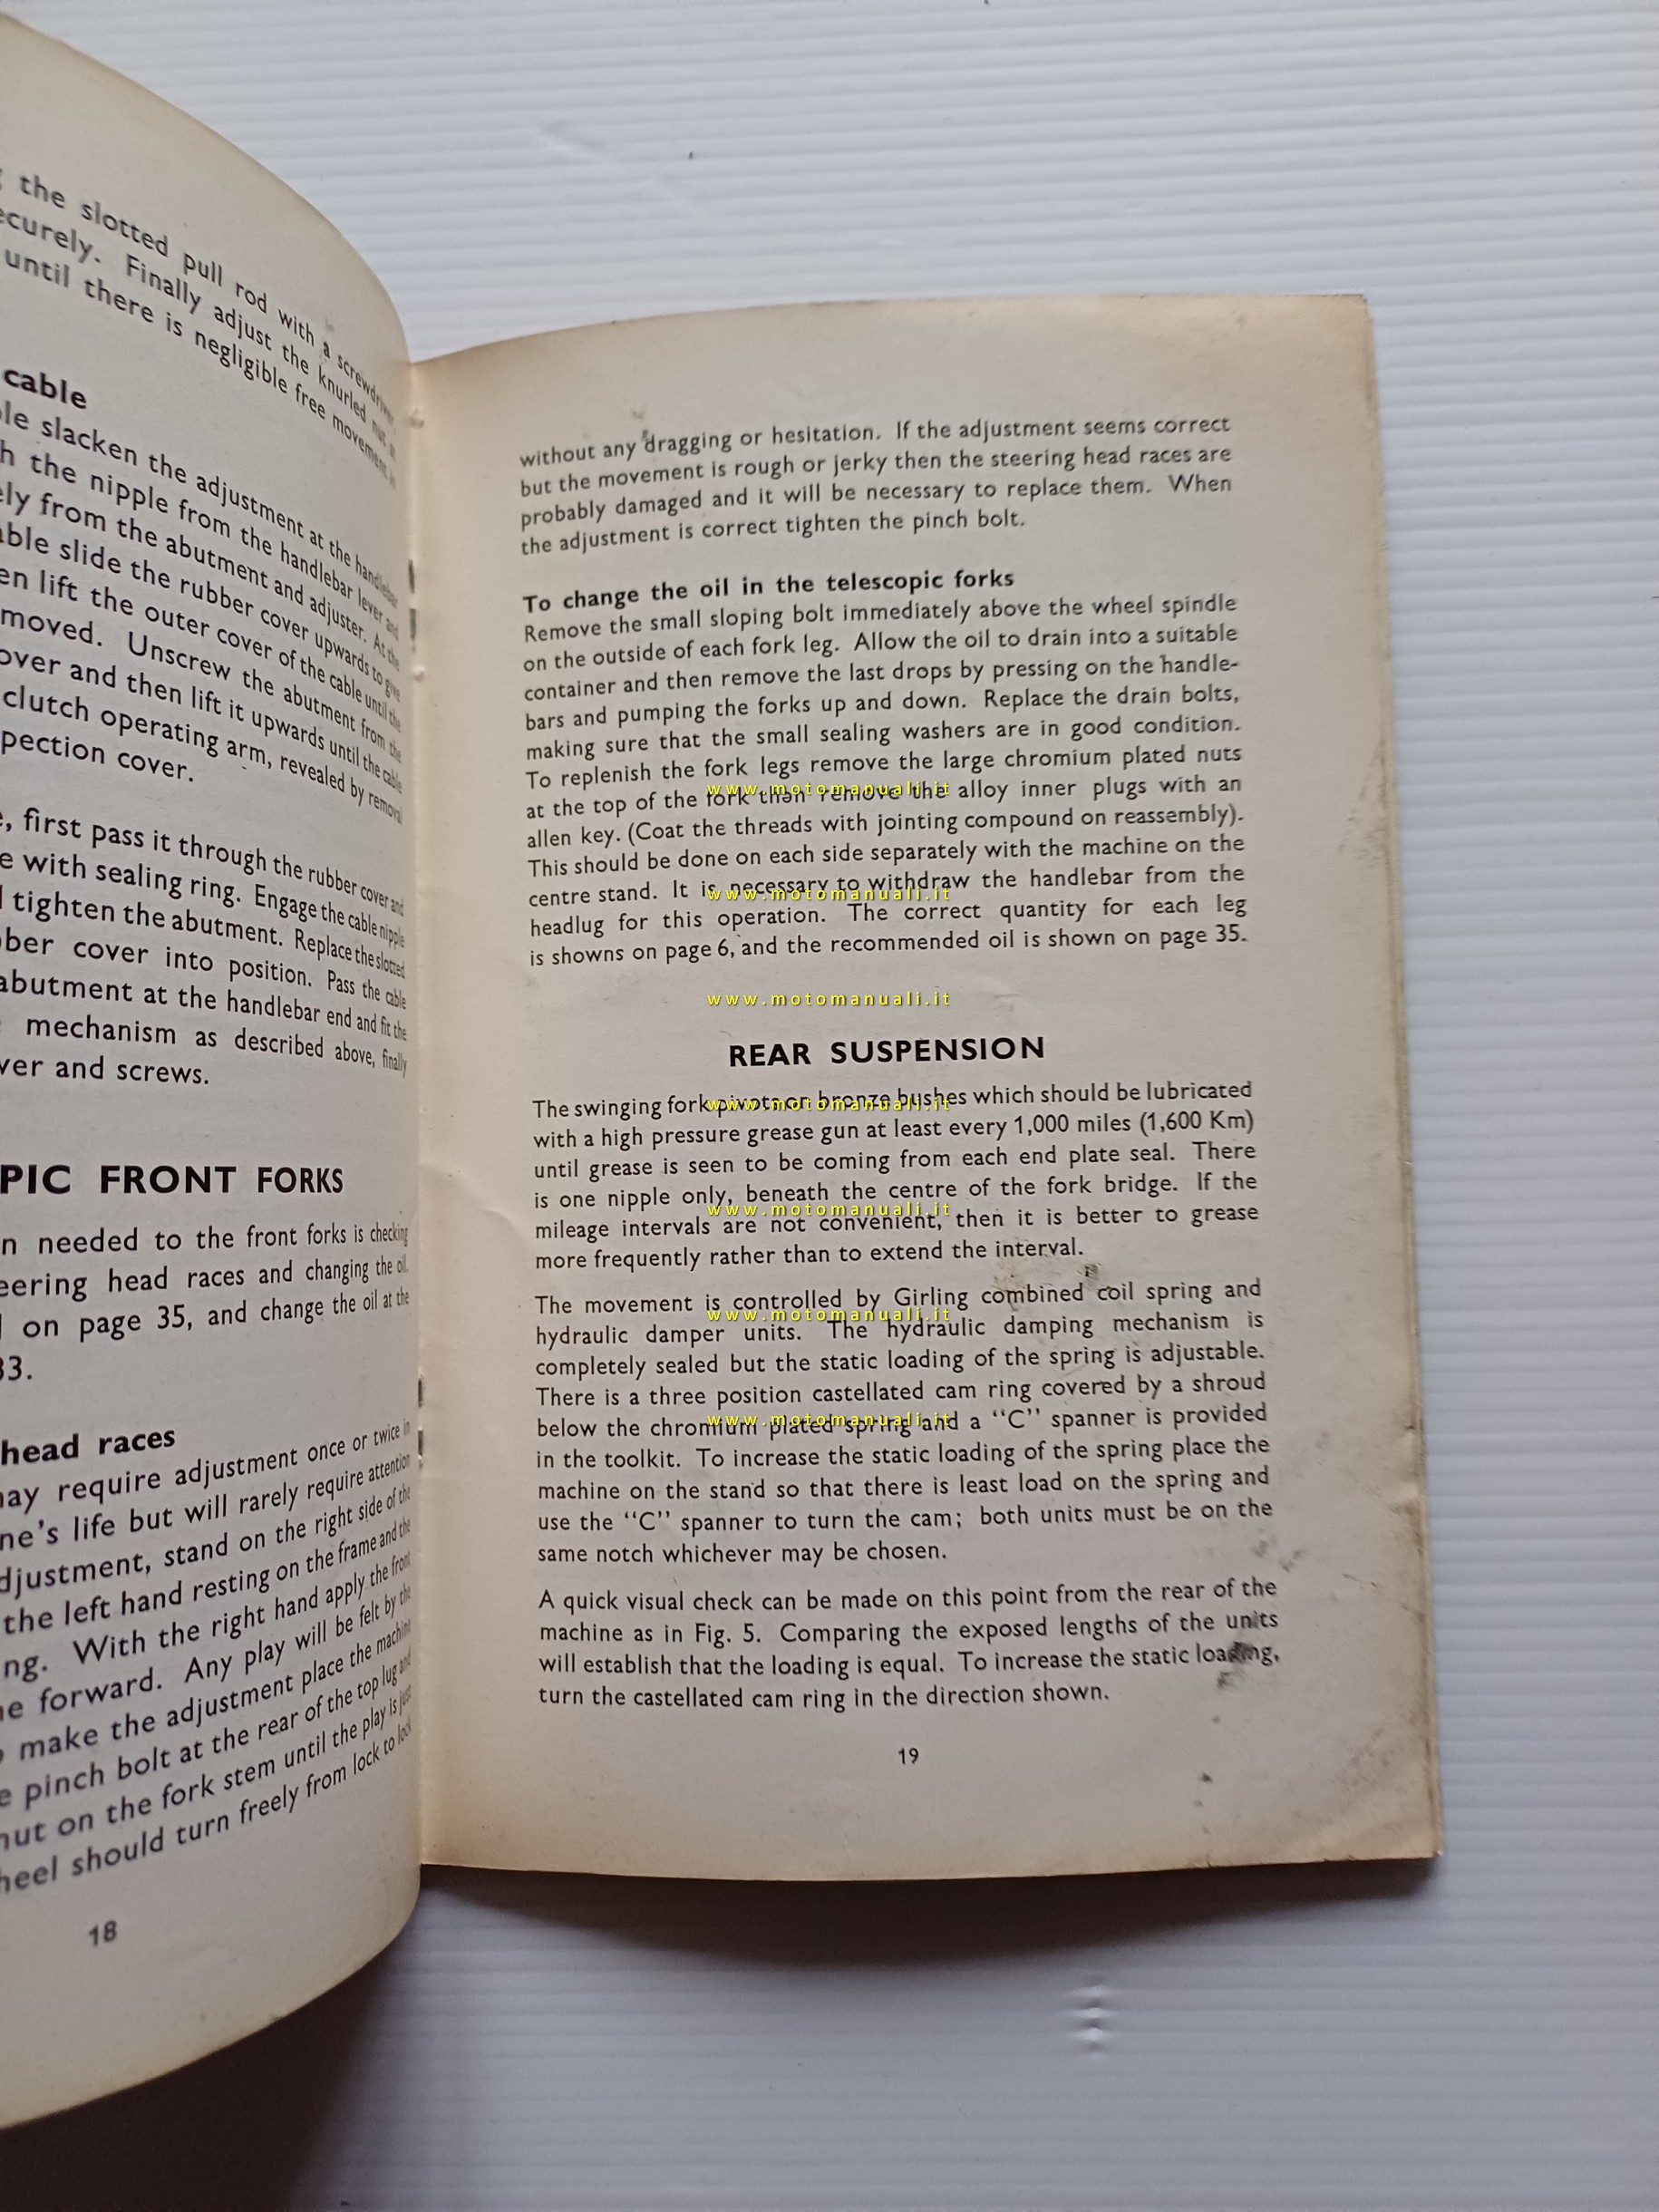 the slotted pull rod with a screwdriver
securely. Finally adjust the knurled nut
until there is negligible free movement
cable
slacken the adjustment at the handlebar
the nipple from the handlebar lever and
from the abutment and adjuster. At the
slide the rubber cover upwards to give
lift the outer cover of the cable until the
moved. Unscrew the abutment from the
over and then lift it upwards until the cable
clutch operating arm, revealed by removal
pection cover.
first pass it through the rubber cover and
with sealing ring. Engage the cable nipple
tighten the abutment. Replace the slotted
cover into position. Pass the cable
abutment at the handlebar end and fit the
mechanism as described above, finally
and screws.
PIC FRONT FORKS
needed to the front forks is checking
eering head races and changing the oil.
on page 35, and change the oil at the
33.
head races
may require adjustment once or twice in
ne's life but will rarely require attention
djustment, stand on the right side of the
the left hand resting on the frame and the
ng. With the right hand apply the front
forward. Any play will be felt by the
make the adjustment place the machine
pinch bolt at the rear of the top lug and
nut on the fork stem until the play is just
heel should turn freely from lock to lock
18
without any dragging or hesitation. If the adjustment seems correct
but the movement is rough or jerky then the steering head races are
probably damaged and it will be necessary to replace them. When
the adjustment is correct tighten the pinch bolt.
To change the oil in the telescopic forks
Remove the small sloping bolt immediately above the wheel spindle
on the outside of each fork leg. Allow the oil to drain into a suitable
container and then remove the last drops by pressing on the handle-
bars and pumping the forks up and down. Replace the drain bolts,
making sure that the small sealing washers are in good condition.
To replenish the fork legs remove the large chromium plated nuts
at the top of the fork then remove the alloy inner plugs with an
allen key. (Coat the threads with jointing compound on reassembly).
This should be done on each side separately with the machine on the
centre stand. It is necessary to withdraw the handlebar from the
headlug for this operation. The correct quantity for each leg
is showns on page 6, and the recommended oil is shown on page 35.
REAR SUSPENSION
The swinging fork pivots on bronze bushes which should be lubricated
with a high pressure grease gun at least every 1,000 miles (1,600 Km)
until grease is seen to be coming from each end plate seal. There
is one nipple only, beneath the centre of the fork bridge. If the
mileage intervals are not convenient, then it is better to grease
more frequently rather than to extend the interval.
The movement is controlled by Girling combined coil spring and
hydraulic damper units. The hydraulic damping mechanism is
completely sealed but the static loading of the spring is adjustable.
There is a three position castellated cam ring covered by a shroud
below the chromium plated spring and a "C" spanner is provided
in the toolkit. To increase the static loading of the spring place the
machine on the stand so that there is least load on the spring and
use the "C" spanner to turn the cam; both units must be on the
same notch whichever may be chosen.
A quick visual check can be made on this point from the rear of the
machine as in Fig. 5. Comparing the exposed lengths of the units
will establish that the loading is equal. To increase the static loading,
turn the castellated cam ring in the direction shown.
19
www.motomanuali.it
www.motomanuali.it
www.motomanuali.it
www.motomanuali.it
www.motomanuali.it
www.motomanuali.it
www.motomanuali.it